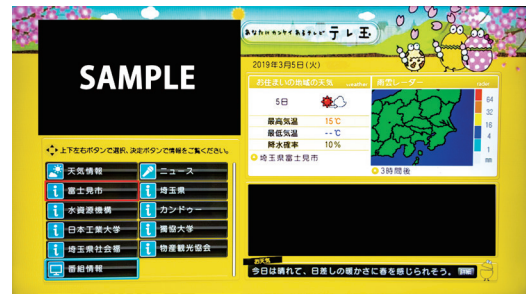 SAMPLE
あなたにカンケイあるテレビ テレ玉
2019年3月5日(火)
お住まいの地域の天気 weather
5日
最高気温 15℃
最低気温 --℃
降水確率 10%
埼玉県富士見市
雨雲レーダー radar
64
32
16
4
1
mm
3時間後
上下左右ボタンで選択、決定ボタンで情報をご覧ください。
天気情報
ニュース
富士見市
埼玉県
水資源機構
カンドゥー
日本工業大学
獨協大学
埼玉県社会福
物産観光協会
番組情報
お天気
今日は晴れて、日差しの暖かさに春を感じられそう。 詳細